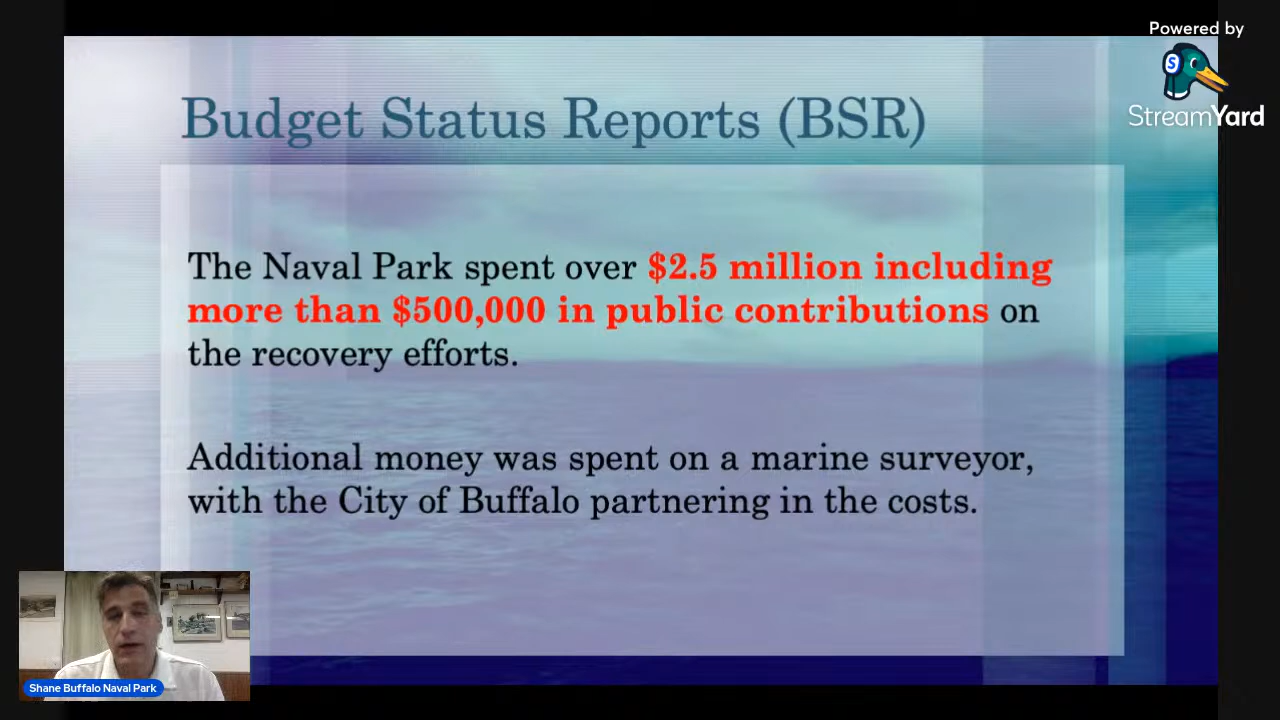 Powered by
StreamYard
Budget Status Reports (BSR)
The Naval Park spent over $2.5 million including
more than $500,000 in public contributions on
the recovery efforts.
Additional money was spent on a marine surveyor,
with the City of Buffalo partnering in the costs.
Shane Buffalo Naval Park